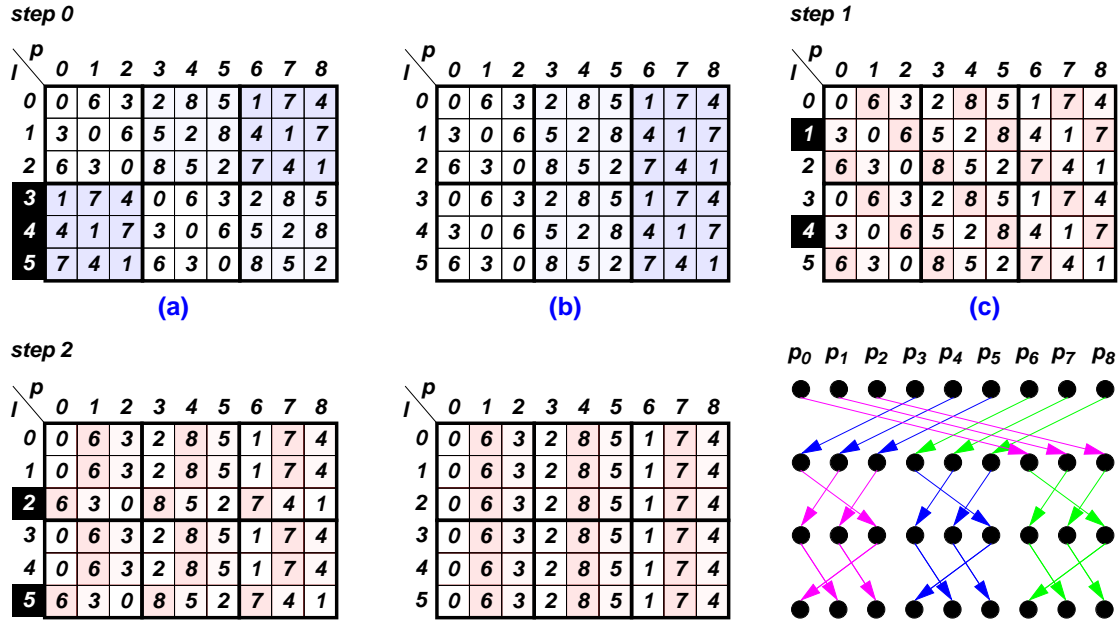 step 0
p
l 0 1 2 3 4 5 6 7 8
0 0 6 3 2 8 5 1 7 4
1 3 0 6 5 2 8 4 1 7
2 6 3 0 8 5 2 7 4 1
3 1 7 4 0 6 3 2 8 5
4 4 1 7 3 0 6 5 2 8
5 7 4 1 6 3 0 8 5 2
(a)
p
l 0 1 2 3 4 5 6 7 8
0 0 6 3 2 8 5 1 7 4
1 3 0 6 5 2 8 4 1 7
2 6 3 0 8 5 2 7 4 1
3 0 6 3 2 8 5 1 7 4
4 3 0 6 5 2 8 4 1 7
5 6 3 0 8 5 2 7 4 1
(b)
step 1
p
l 0 1 2 3 4 5 6 7 8
0 0 6 3 2 8 5 1 7 4
1 3 0 6 5 2 8 4 1 7
2 6 3 0 8 5 2 7 4 1
3 0 6 3 2 8 5 1 7 4
4 3 0 6 5 2 8 4 1 7
5 6 3 0 8 5 2 7 4 1
(c)
step 2
p
l 0 1 2 3 4 5 6 7 8
0 0 6 3 2 8 5 1 7 4
1 0 6 3 2 8 5 1 7 4
2 6 3 0 8 5 2 7 4 1
3 0 6 3 2 8 5 1 7 4
4 0 6 3 2 8 5 1 7 4
5 6 3 0 8 5 2 7 4 1
p
l 0 1 2 3 4 5 6 7 8
0 0 6 3 2 8 5 1 7 4
1 0 6 3 2 8 5 1 7 4
2 0 6 3 2 8 5 1 7 4
3 0 6 3 2 8 5 1 7 4
4 0 6 3 2 8 5 1 7 4
5 0 6 3 2 8 5 1 7 4
p0 p1 p2 p3 p4 p5 p6 p7 p8